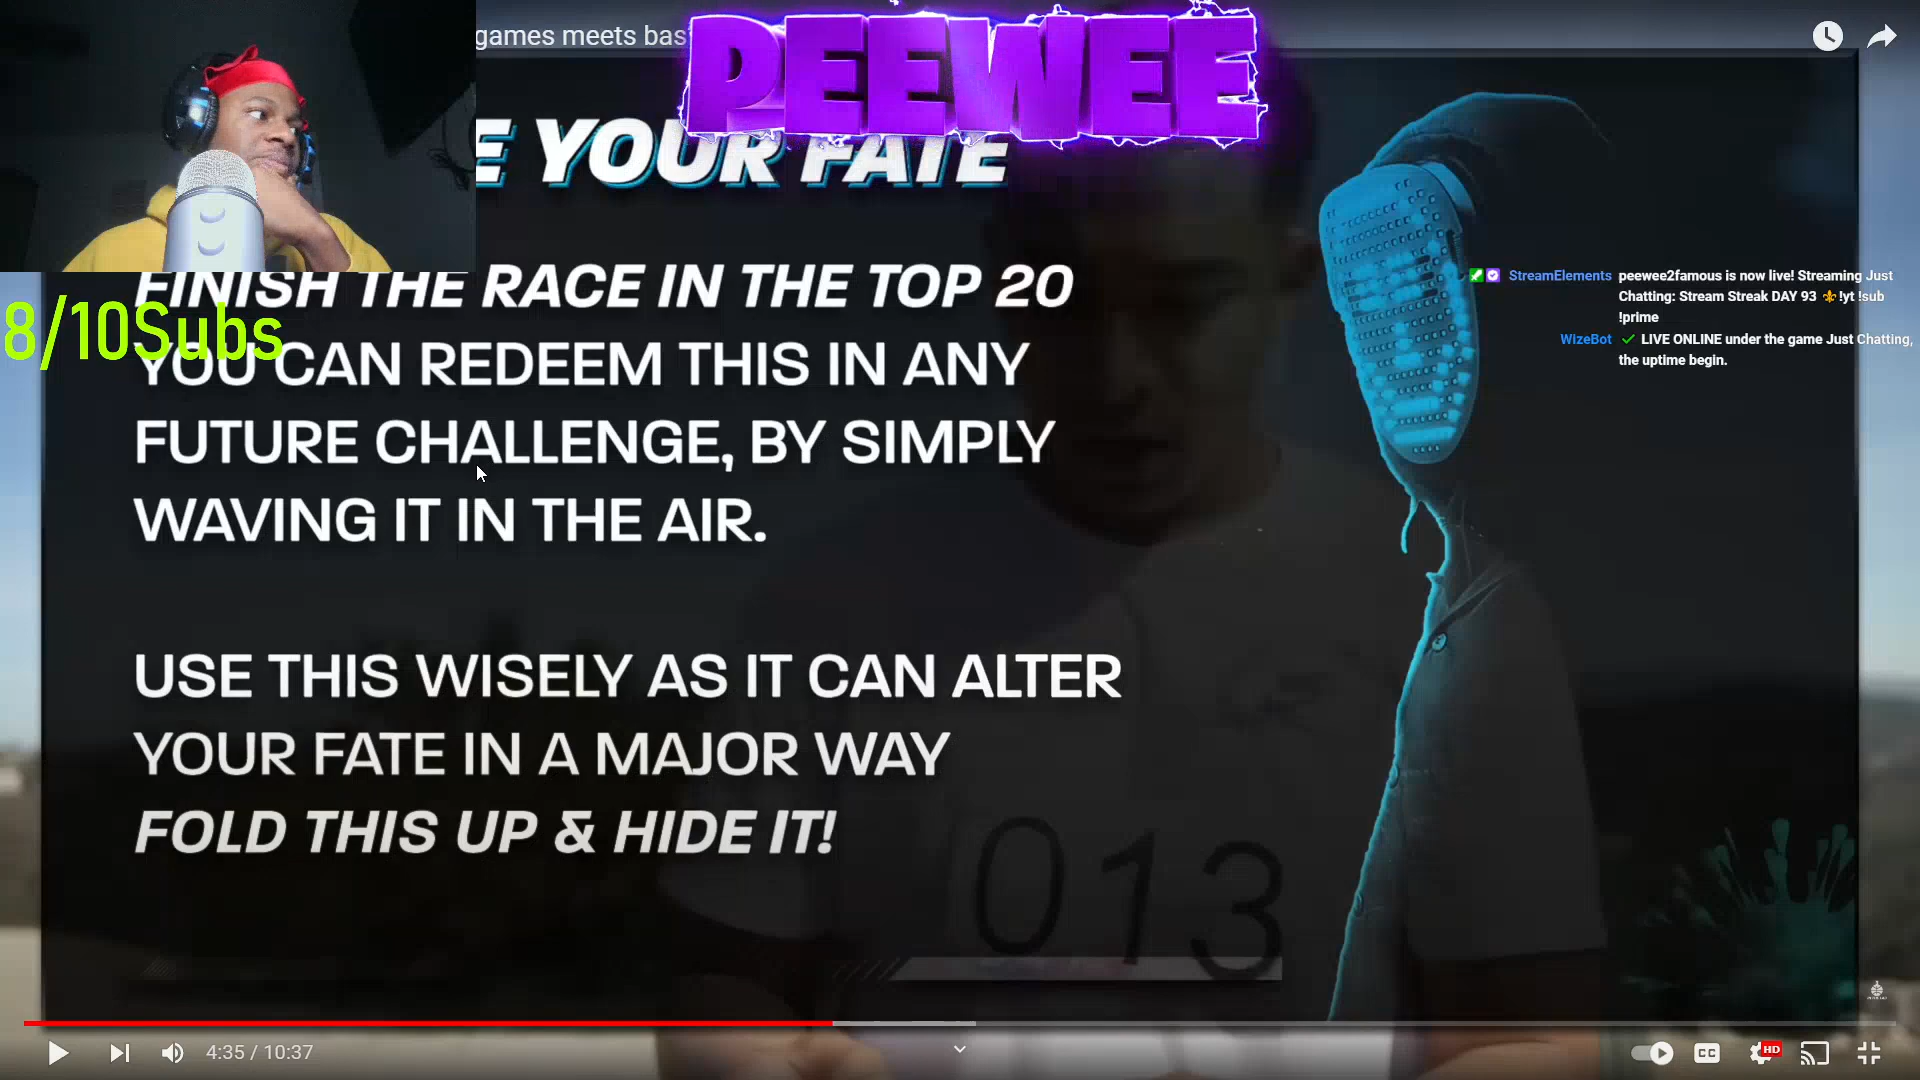 games meets bas
PEEWEE
E YOUR FATE
FINISH THE RACE IN THE TOP 20
8/10Subs
YOU CAN REDEEM THIS IN ANY
FUTURE CHALLENGE, BY SIMPLY
WAVING IT IN THE AIR.
USE THIS WISELY AS IT CAN ALTER
YOUR FATE IN A MAJOR WAY
FOLD THIS UP & HIDE IT!
StreamElements peewee2famous is now live! Streaming Just
Chatting: Stream Streak DAY 93 ⚜ !yt !sub
!prime
WizeBot ✓ LIVE ONLINE under the game Just Chatting,
the uptime begin.
013
4:35 / 10:37
CC
HD